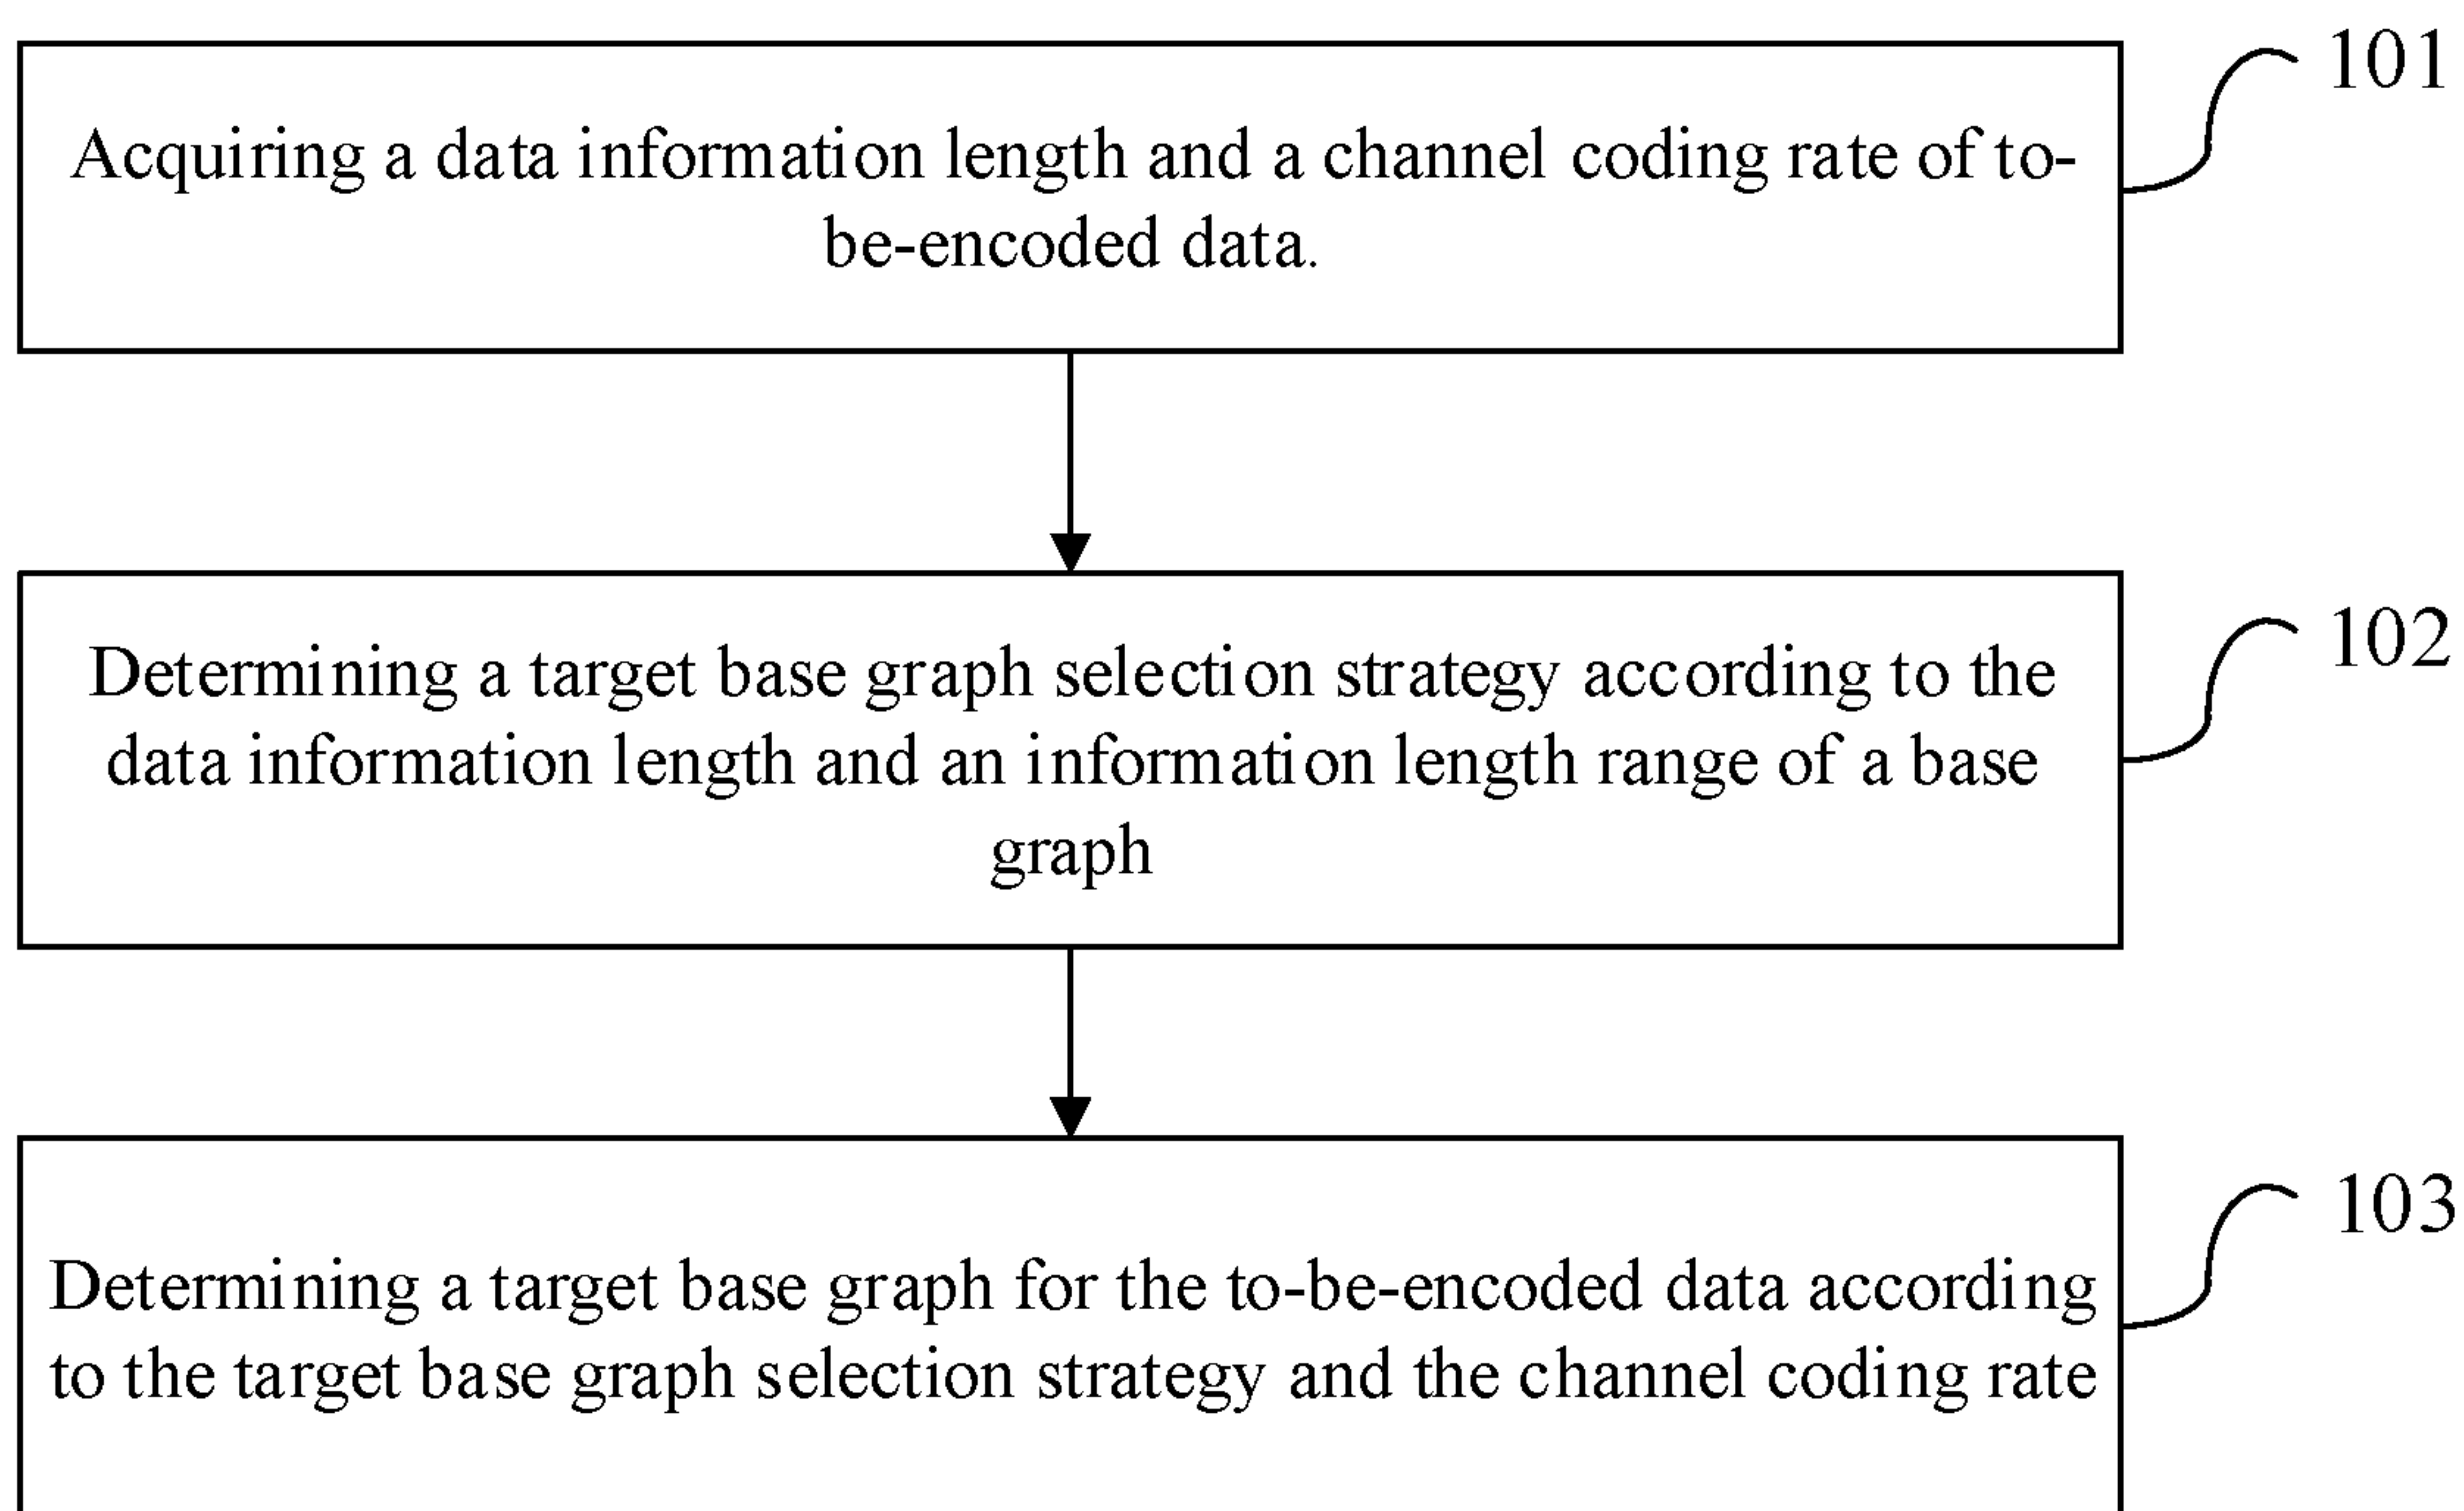 101
Acquiring a data information length and a channel coding rate of to-
be-encoded data.
102
Determining a target base graph selection strategy according to the
data information length and an information length range of a base
graph
103
Determining a target base graph for the to-be-encoded data according
to the target base graph selection strategy and the channel coding rate